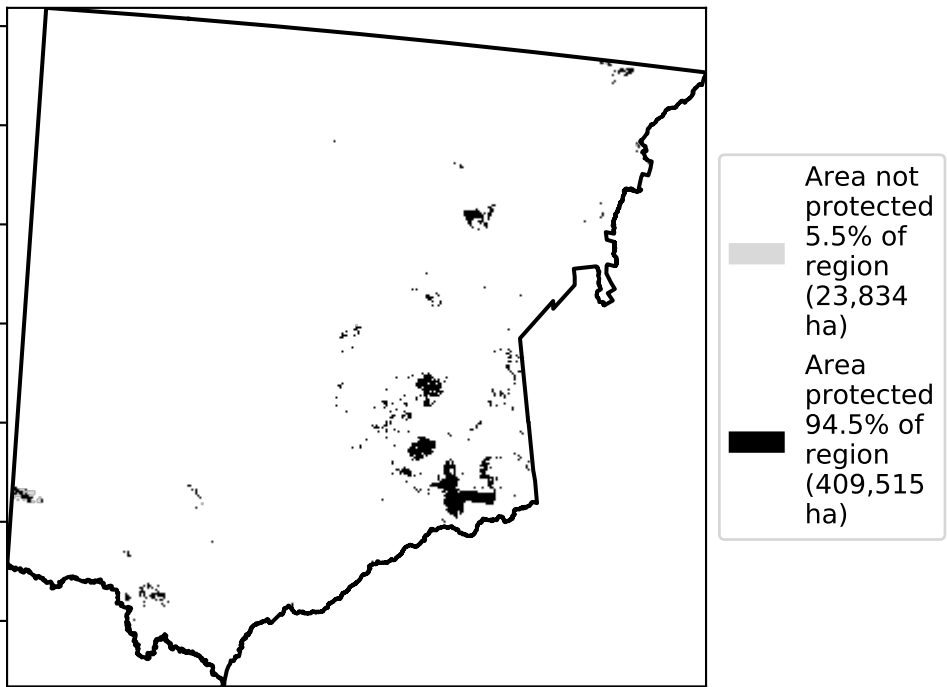 Area not
protected
5.5% of
region
(23,834
ha)
Area
protected
94.5% of
region
(409,515
ha)